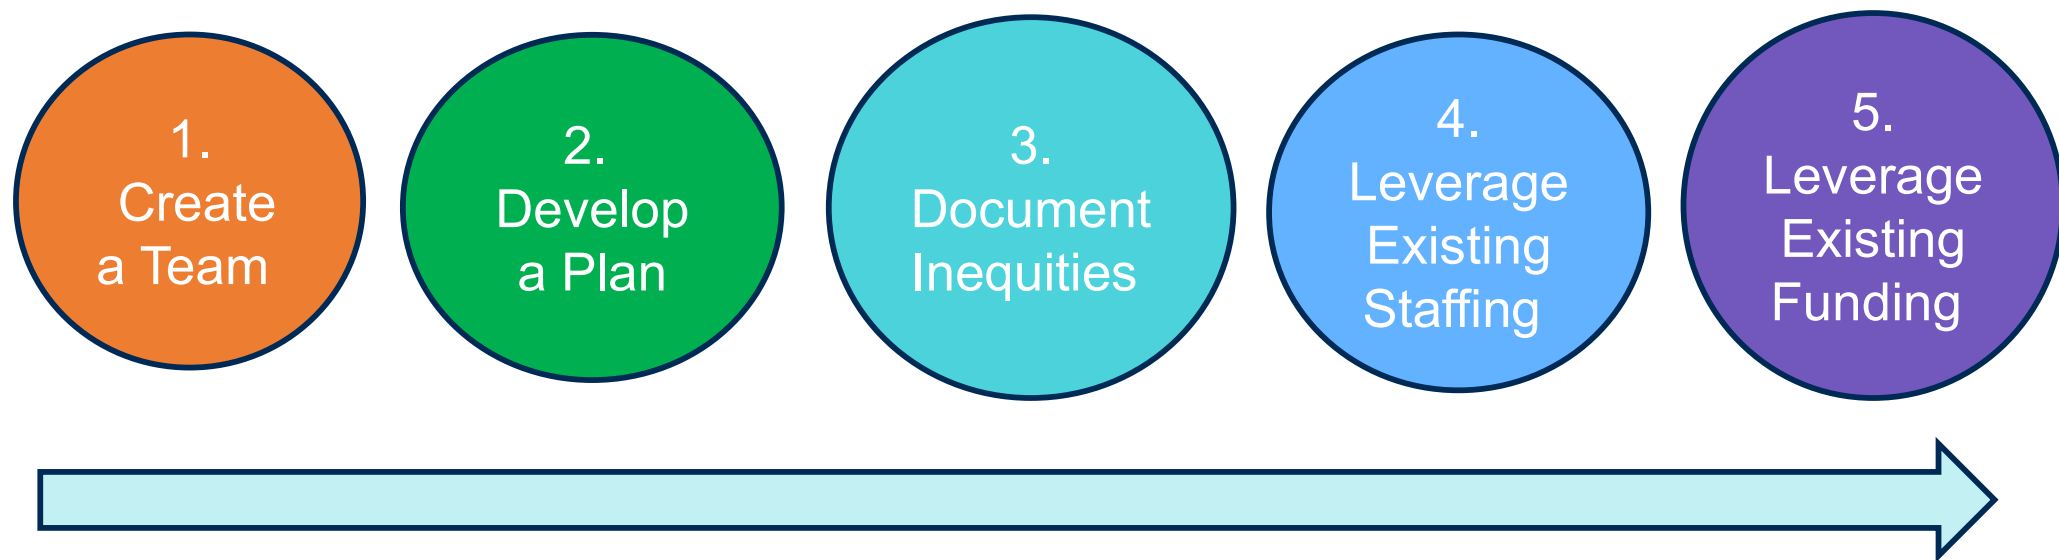 1.
Create
a Team
2.
Develop
a Plan
3.
Document
Inequities
4.
Leverage
Existing
Staffing
5.
Leverage
Existing
Funding